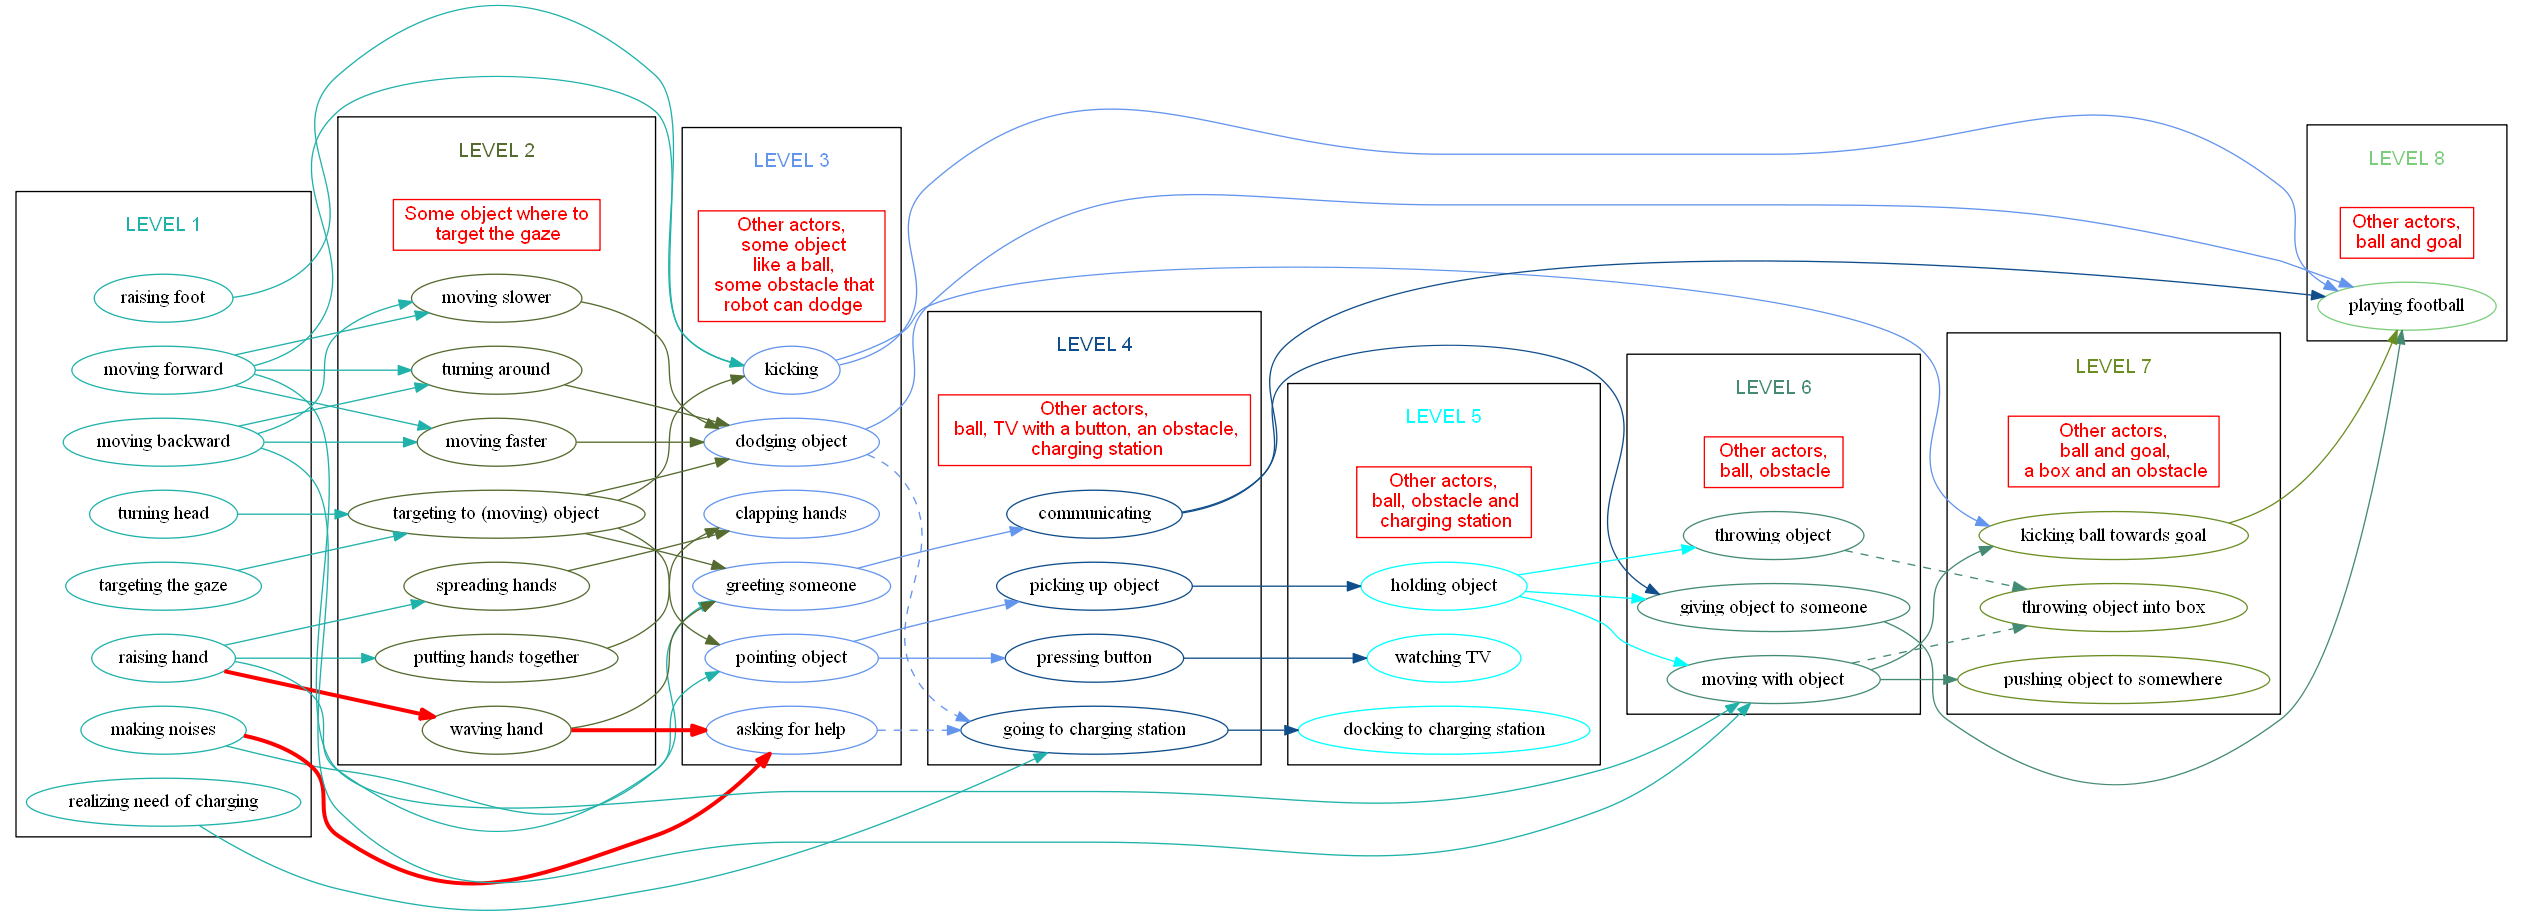 LEVEL 1
raising foot
moving forward
moving backward
turning head
targeting the gaze
raising hand
making noises
realizing need of charging
LEVEL 2
Some object where to
target the gaze
moving slower
turning around
moving faster
targeting to (moving) object
spreading hands
putting hands together
waving hand
LEVEL 3
Other actors,
some object
like a ball,
some obstacle that
robot can dodge
kicking
dodging object
clapping hands
greeting someone
pointing object
asking for help
LEVEL 4
Other actors,
ball, TV with a button, an obstacle,
charging station
communicating
picking up object
pressing button
going to charging station
LEVEL 5
Other actors,
ball, obstacle and
charging station
holding object
watching TV
docking to charging station
LEVEL 6
Other actors,
ball, obstacle
throwing object
giving object to someone
moving with object
LEVEL 7
Other actors,
ball and goal,
a box and an obstacle
kicking ball towards goal
throwing object into box
pushing object to somewhere
LEVEL 8
Other actors,
ball and goal
playing football